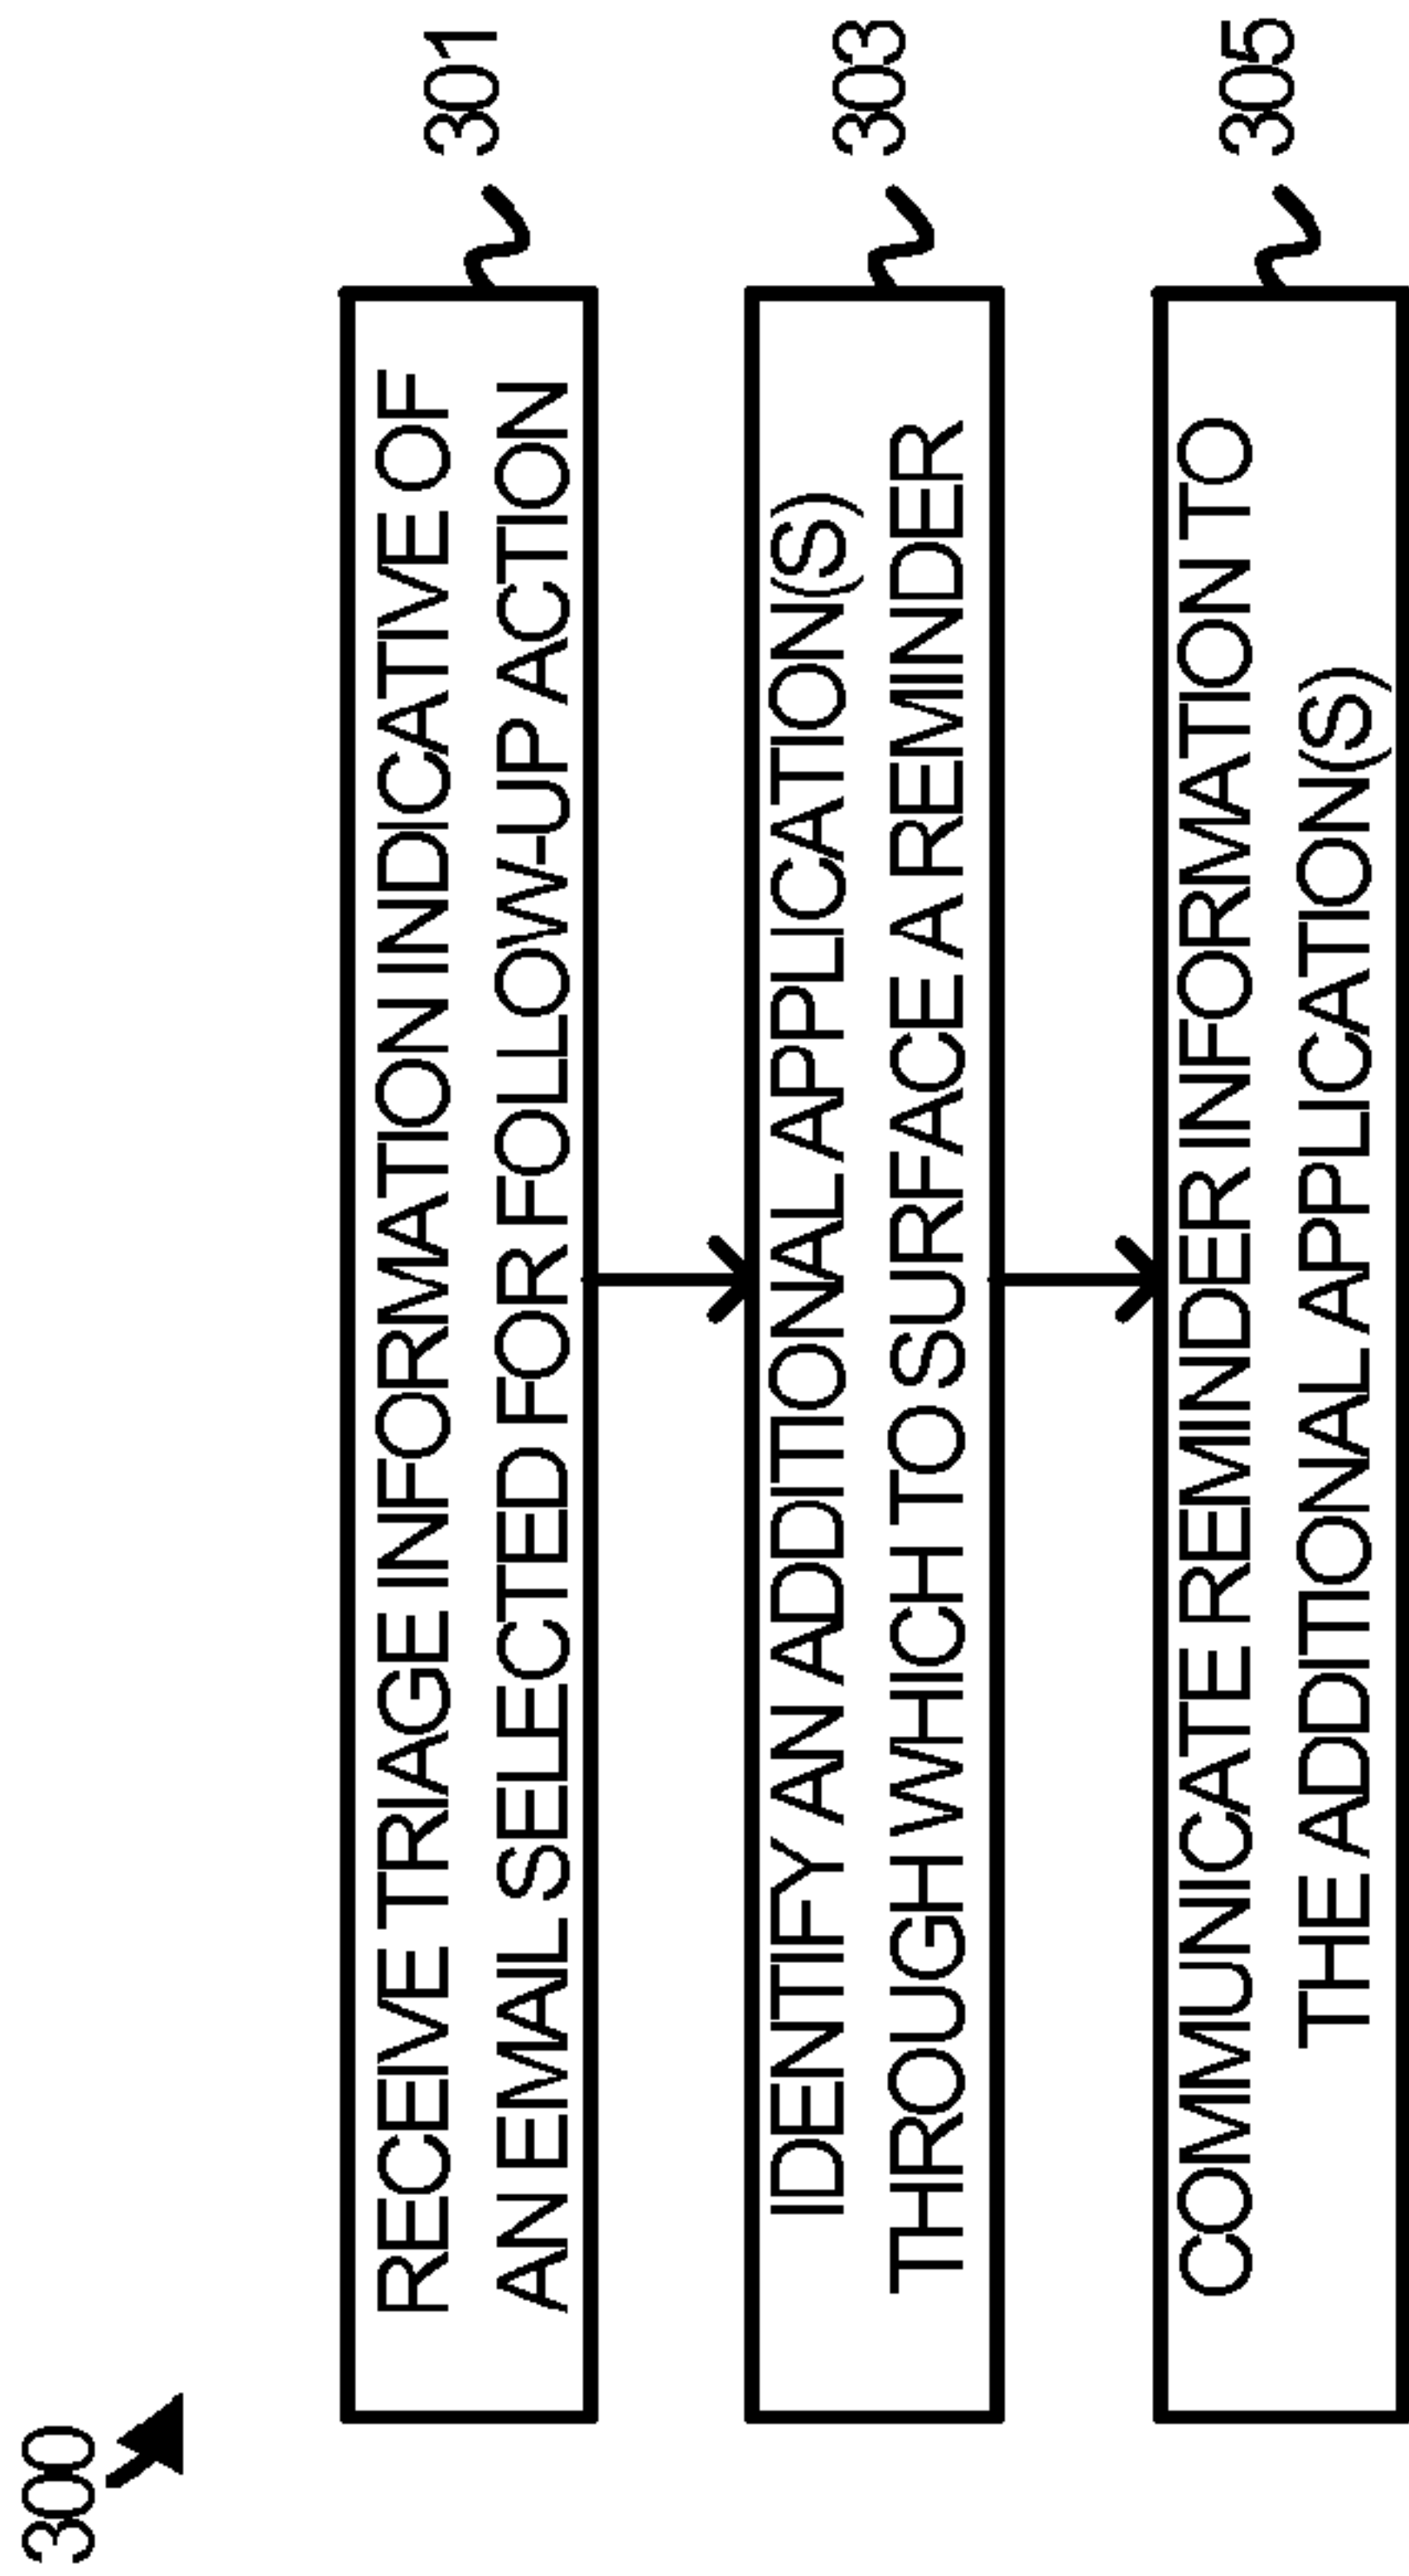 300
RECEIVE TRIAGE INFORMATION INDICATIVE OF
AN EMAIL SELECTED FOR FOLLOW-UP ACTION
301
IDENTIFY AN ADDITIONAL APPLICATION(S)
THROUGH WHICH TO SURFACE A REMINDER
303
COMMUNICATE REMINDER INFORMATION TO
THE ADDITIONAL APPLICATION(S)
305